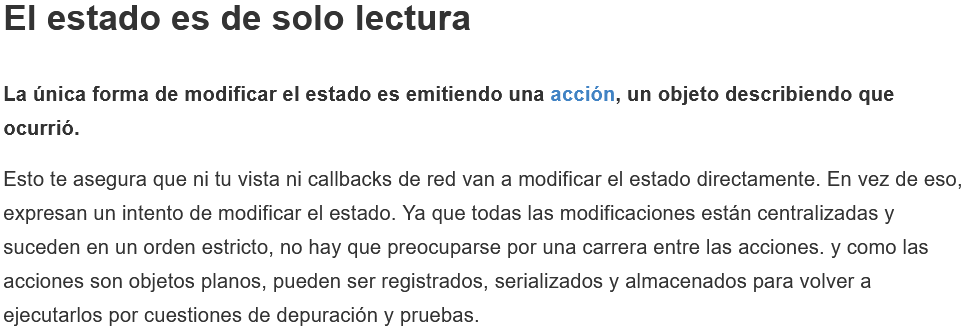 El estado es de solo lectura
La única forma de modificar el estado es emitiendo una acción, un objeto describiendo que
ocurrió.
Esto te asegura que ni tu vista ni callbacks de red van a modificar el estado directamente. En vez de eso,
expresan un intento de modificar el estado. Ya que todas las modificaciones están centralizadas y
suceden en un orden estricto, no hay que preocuparse por una carrera entre las acciones. y como las
acciones son objetos planos, pueden ser registrados, serializados y almacenados para volver a
ejecutarlos por cuestiones de depuración y pruebas.